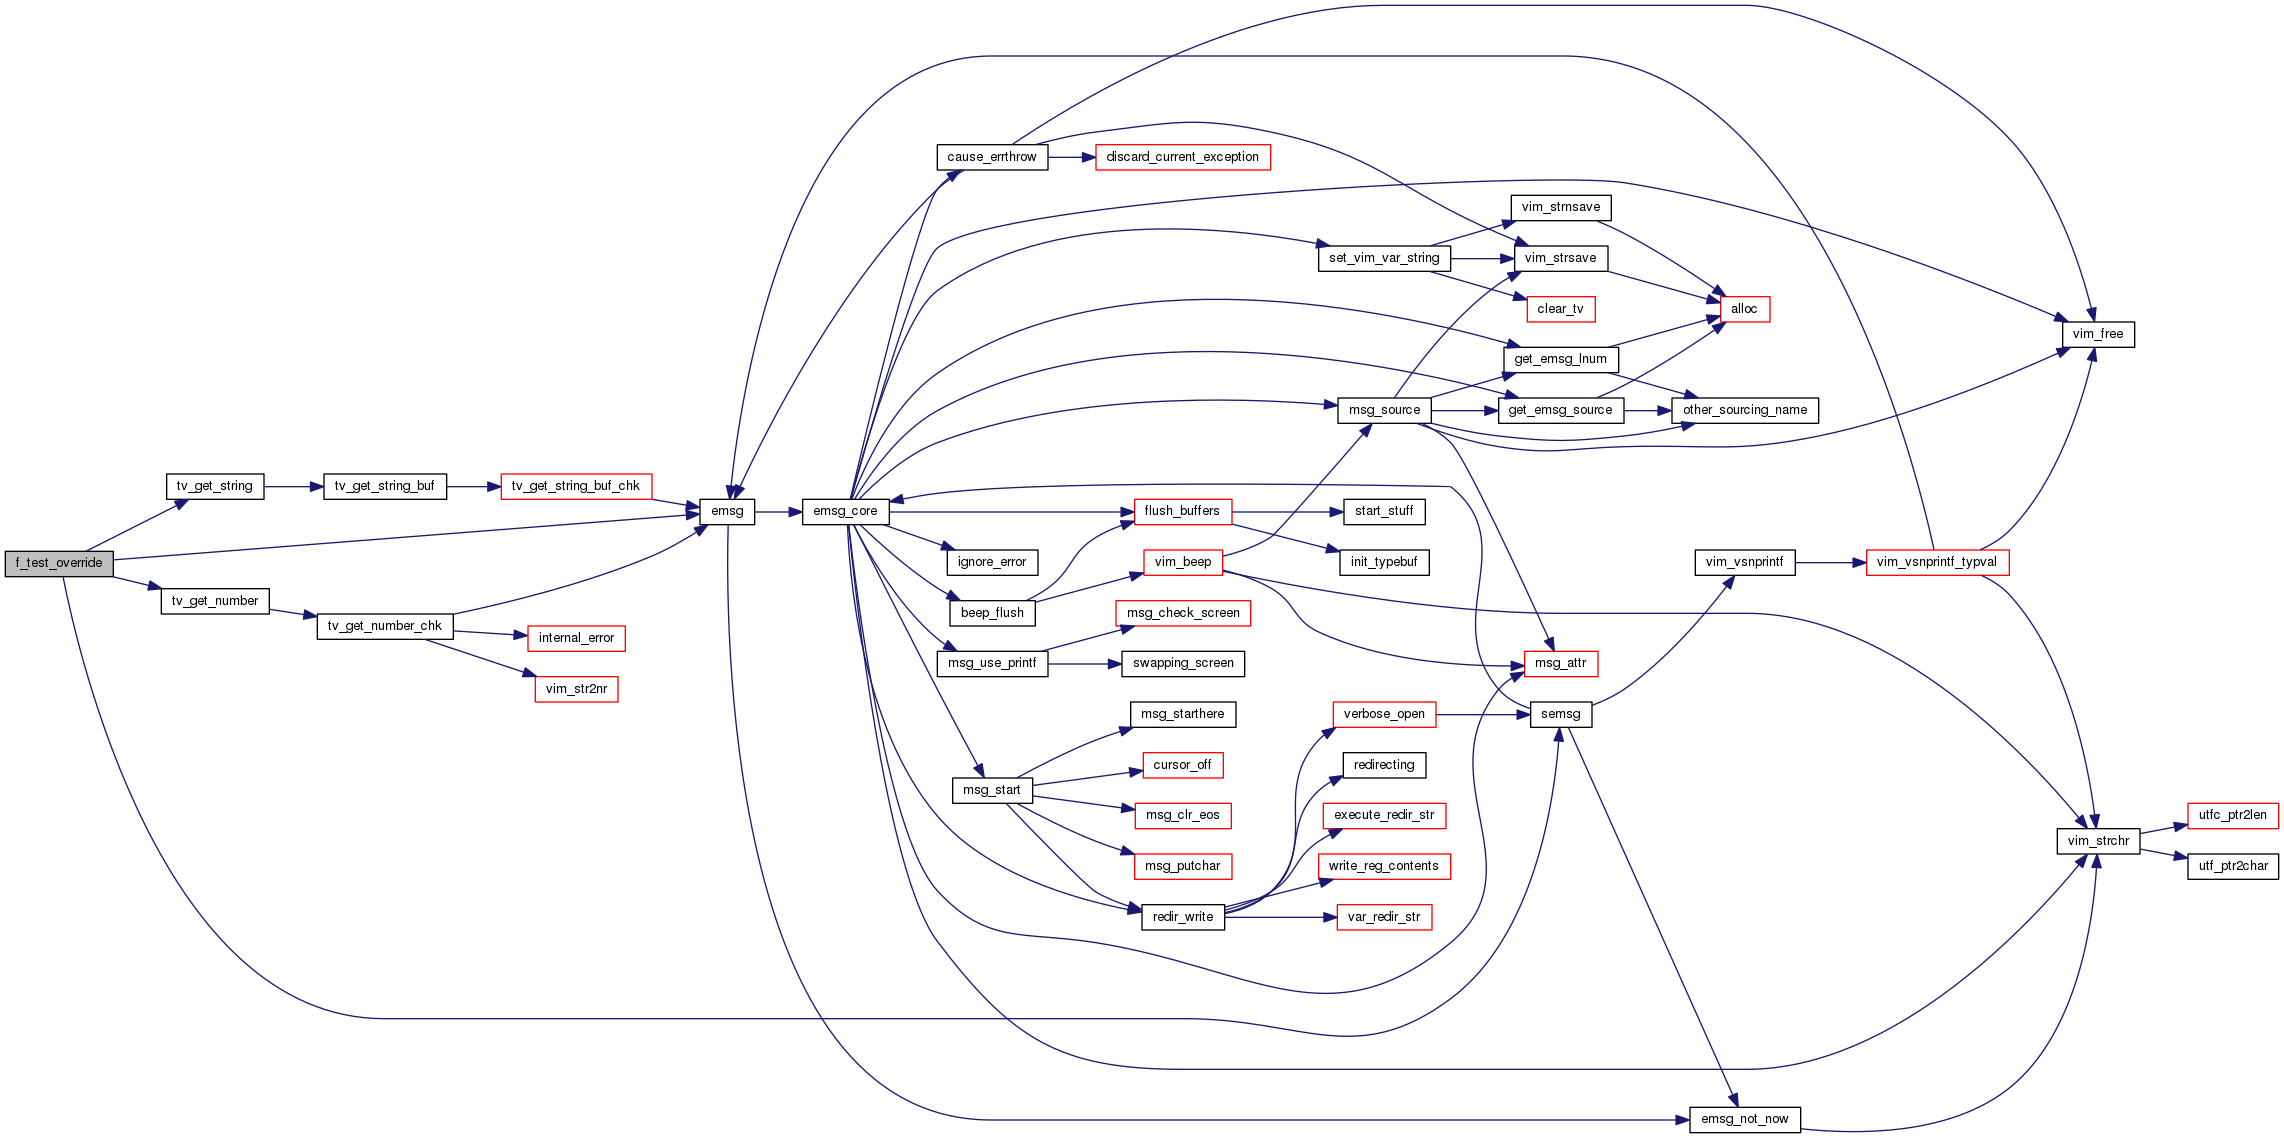 f_test_override
tv_get_string
tv_get_string_buf
tv_get_string_buf_chk
tv_get_number
tv_get_number_chk
internal_error
vim_str2nr
emsg
emsg_core
cause_errthrow
discard_current_exception
set_vim_var_string
vim_strnsave
vim_strsave
clear_tv
alloc
get_emsg_lnum
msg_source
get_emsg_source
other_sourcing_name
vim_free
flush_buffers
start_stuff
init_typebuf
ignore_error
vim_beep
beep_flush
msg_check_screen
msg_use_printf
swapping_screen
msg_attr
vim_vsnprintf
vim_vsnprintf_typval
msg_starthere
verbose_open
semsg
cursor_off
redirecting
msg_start
msg_clr_eos
execute_redir_str
msg_putchar
write_reg_contents
redir_write
var_redir_str
vim_strchr
utfc_ptr2len
utf_ptr2char
emsg_not_now